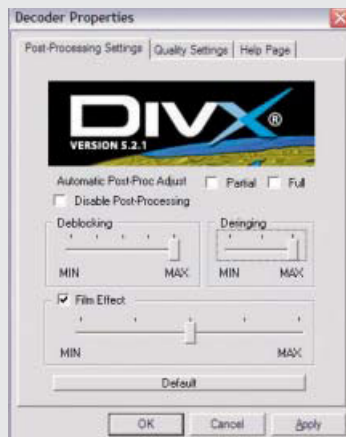 Decoder Properties
Post-Processing Settings Quality Settings Help Page
DIVX®
VERSION 5.2.1
Automatic Post-Proc Adjust Partial Full
Disable Post-Processing
Deblocking Deringing
MIN MAX MIN MAX
Film Effect
MIN MAX
Default
OK Cancel Apply